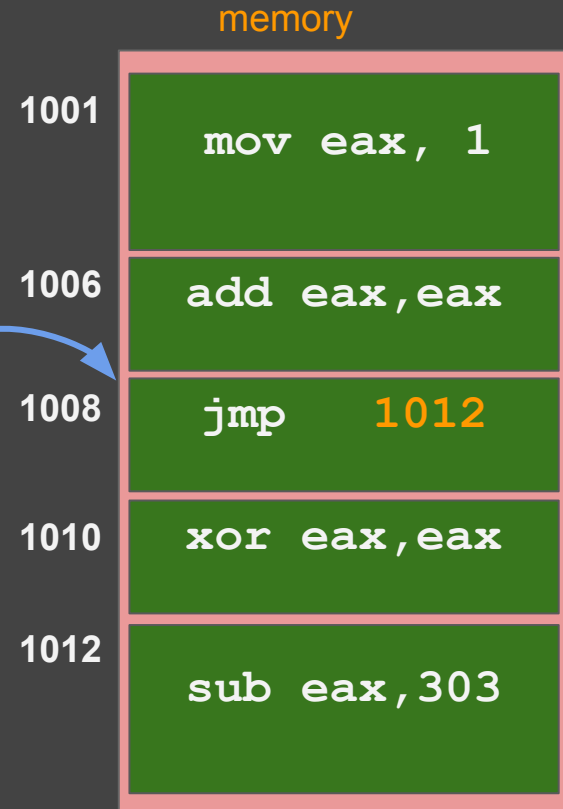 memory
1001
mov eax, 1
1006
add eax,eax
1008
jmp 1012
1010
xor eax,eax
1012
sub eax,303